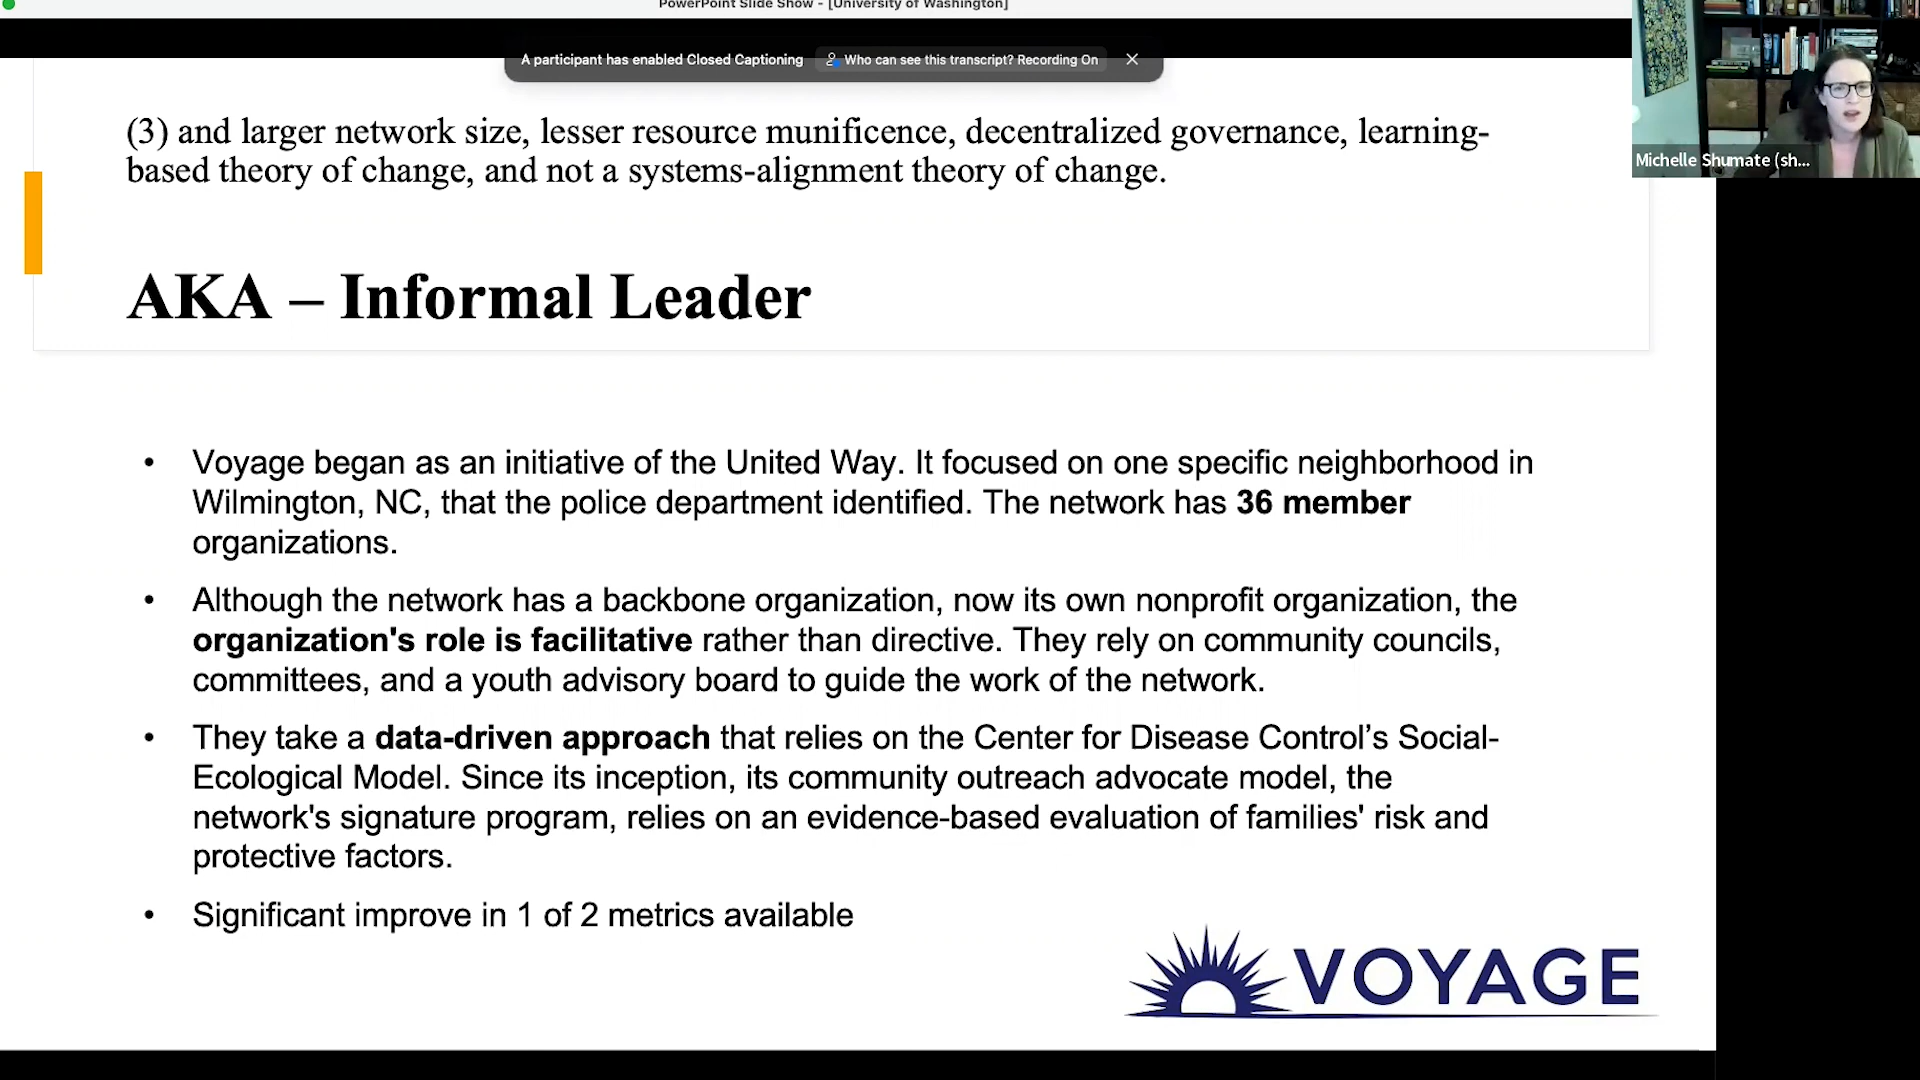 PowerPoint Slide Show - [University of Washington]
A participant has enabled Closed Captioning Who can see this transcript? Recording On
Michelle Shumate (sh...
(3) and larger network size, lesser resource munificence, decentralized governance, learning-
based theory of change, and not a systems-alignment theory of change.
AKA – Informal Leader
• Voyage began as an initiative of the United Way. It focused on one specific neighborhood in
Wilmington, NC, that the police department identified. The network has 36 member
organizations.
• Although the network has a backbone organization, now its own nonprofit organization, the
organization's role is facilitative rather than directive. They rely on community councils,
committees, and a youth advisory board to guide the work of the network.
• They take a data-driven approach that relies on the Center for Disease Control’s Social-
Ecological Model. Since its inception, its community outreach advocate model, the
network's signature program, relies on an evidence-based evaluation of families' risk and
protective factors.
• Significant improve in 1 of 2 metrics available
VOYAGE